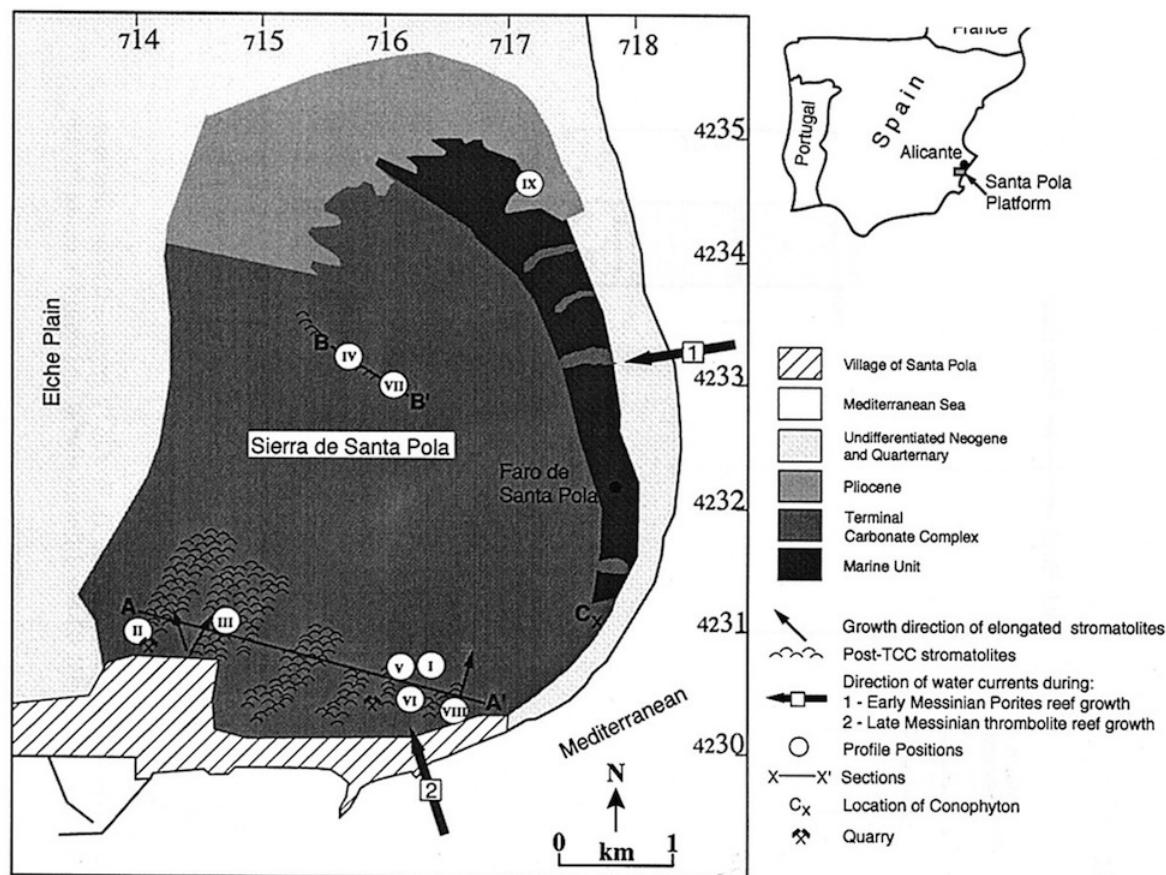 714
715
716
717
718
4235
4234
4233
4232
4231
4230
IX
B
IV
VII
B'
1
Elche Plain
Sierra de Santa Pola
Faro de
Santa Pola
A
II
III
V
I
VI
VIII
A'
Cx
2
Mediterranean
N
0
km
1
France
Portugal
Spain
Alicante
Santa Pola
Platform
Village of Santa Pola
Mediterranean Sea
Undifferentiated Neogene
and Quarternary
Pliocene
Terminal
Carbonate Complex
Marine Unit
Growth direction of elongated stromatolites
Post-TCC stromatolites
Direction of water currents during:
1 - Early Messinian Porites reef growth
2 - Late Messinian thrombolite reef growth
Profile Positions
X—X' Sections
Cx Location of Conophyton
Quarry